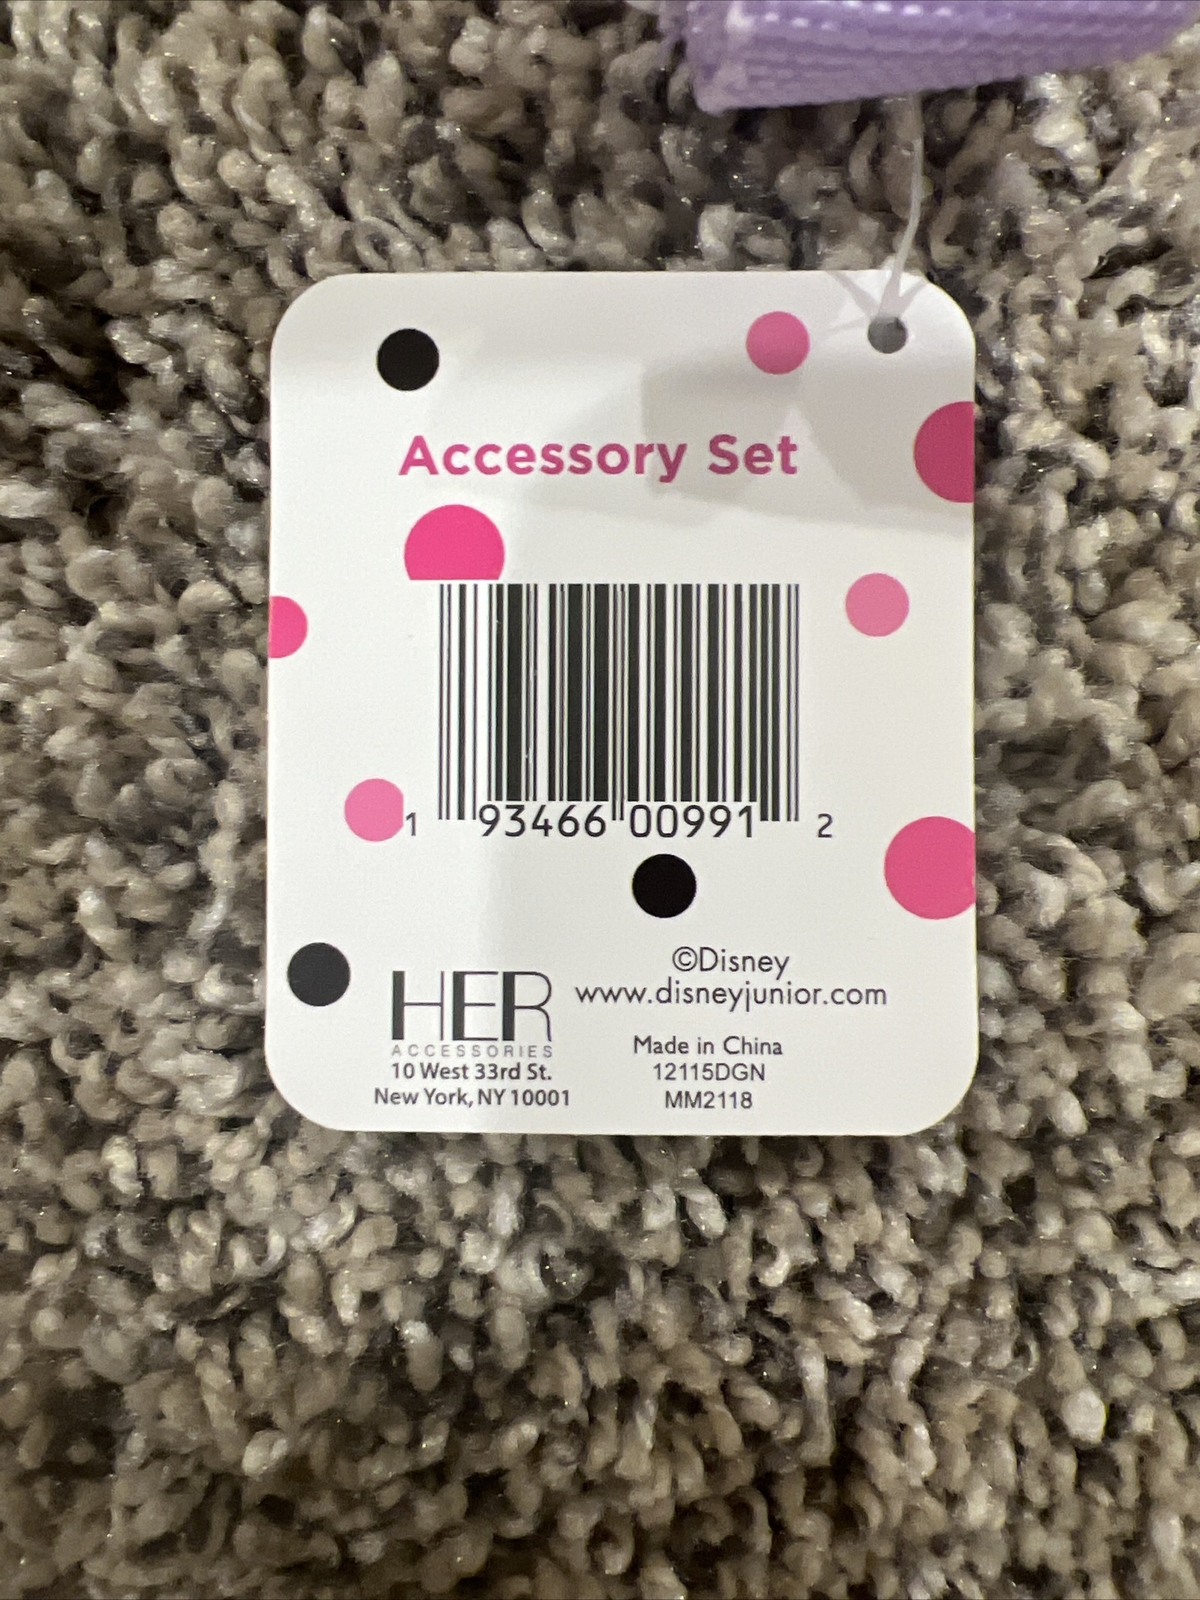 Accessory Set
1 93466 00991 2
©Disney
www.disneyjunior.com
HER
ACCESSORIES
10 West 33rd St.
New York, NY 10001
Made in China
12115DGN
MM2118